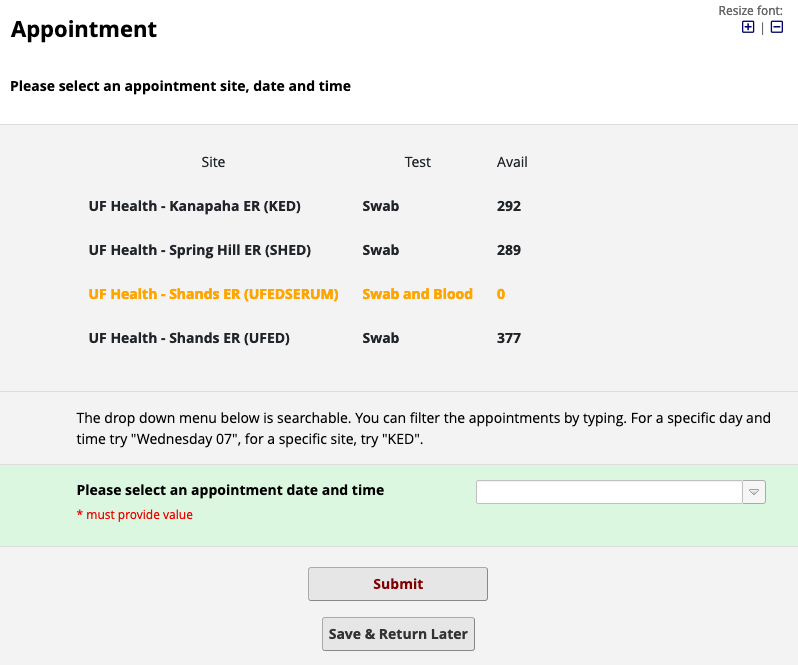 Resize font:
Appointment
|
Please select an appointment site, date and time
Site Test Avail
UF Health - Kanapaha ER (KED) Swab 292
UF Health - Spring Hill ER (SHED) Swab 289
UF Health - Shands ER (UFEDSERUM) Swab and Blood 0
UF Health - Shands ER (UFED) Swab 377
The drop down menu below is searchable. You can filter the appointments by typing. For a specific day and
time try "Wednesday 07", for a specific site, try "KED".
Please select an appointment date and time
* must provide value
Submit
Save & Return Later